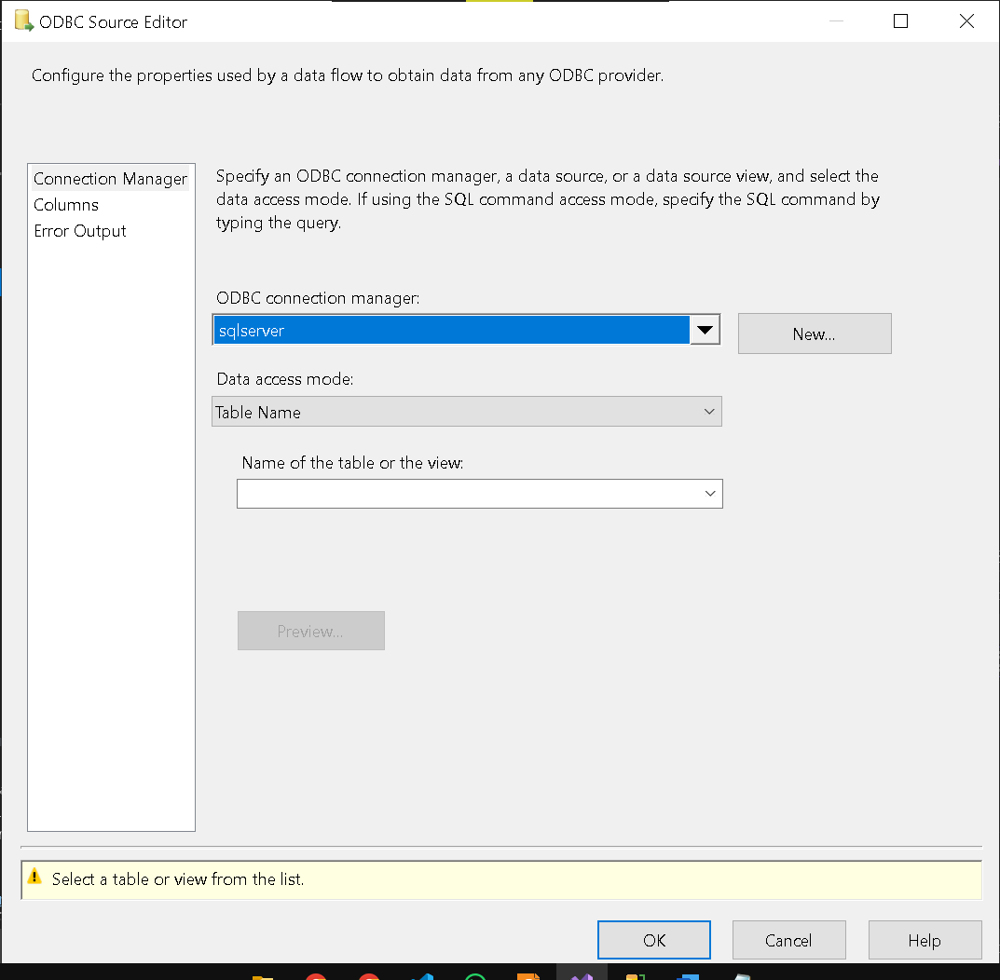 ODBC Source Editor
Configure the properties used by a data flow to obtain data from any ODBC provider.
Connection Manager
Columns
Error Output
Specify an ODBC connection manager, a data source, or a data source view, and select the
data access mode. If using the SQL command access mode, specify the SQL command by
typing the query.
ODBC connection manager:
sqlserver
New...
Data access mode:
Table Name
Name of the table or the view:
Preview...
Select a table or view from the list.
OK
Cancel
Help